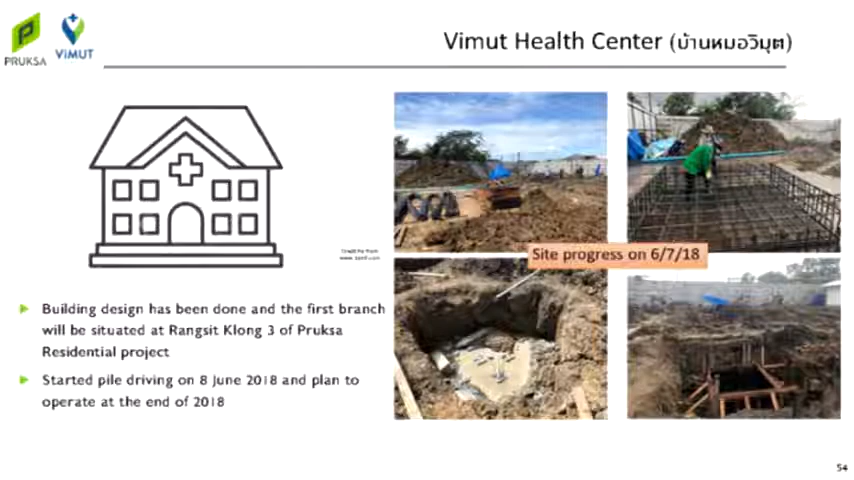 PRUKSA
ViMUT
Vimut Health Center (บ้านหมอวิมุต)
Site progress on 6/7/18
Building design has been done and the first branch
will be situated at Rangsit Klong 3 of Pruksa
Residential project
Started pile driving on 8 June 2018 and plan to
operate at the end of 2018
54